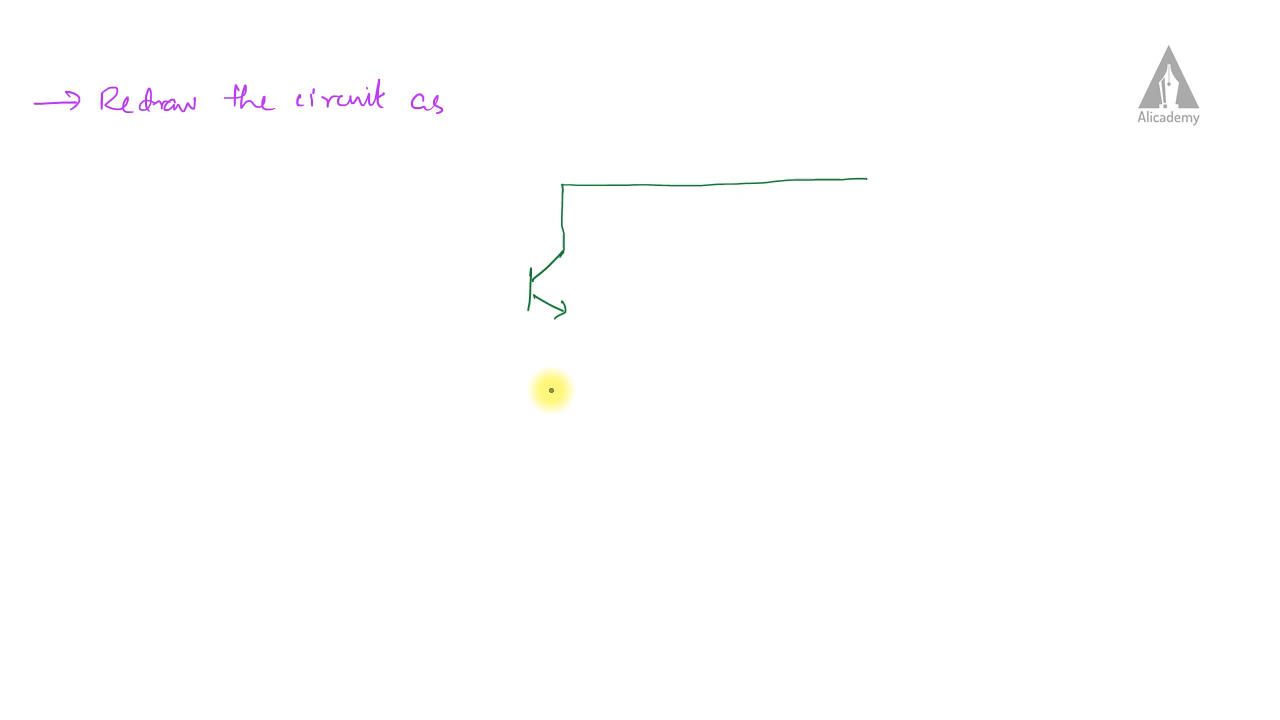 → Redraw the circuit as
Alicademy